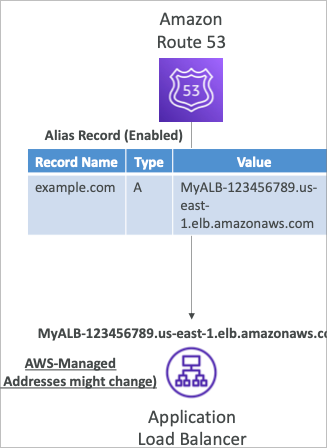 Amazon
Route 53
53
Alias Record (Enabled)
Record Name Type Value
example.com A MyALB-123456789.us-
east-
1.elb.amazonaws.com
MyALB-123456789.us-east-1.elb.amazonaws.co
AWS-Managed
Addresses might change)
Application
Load Balancer